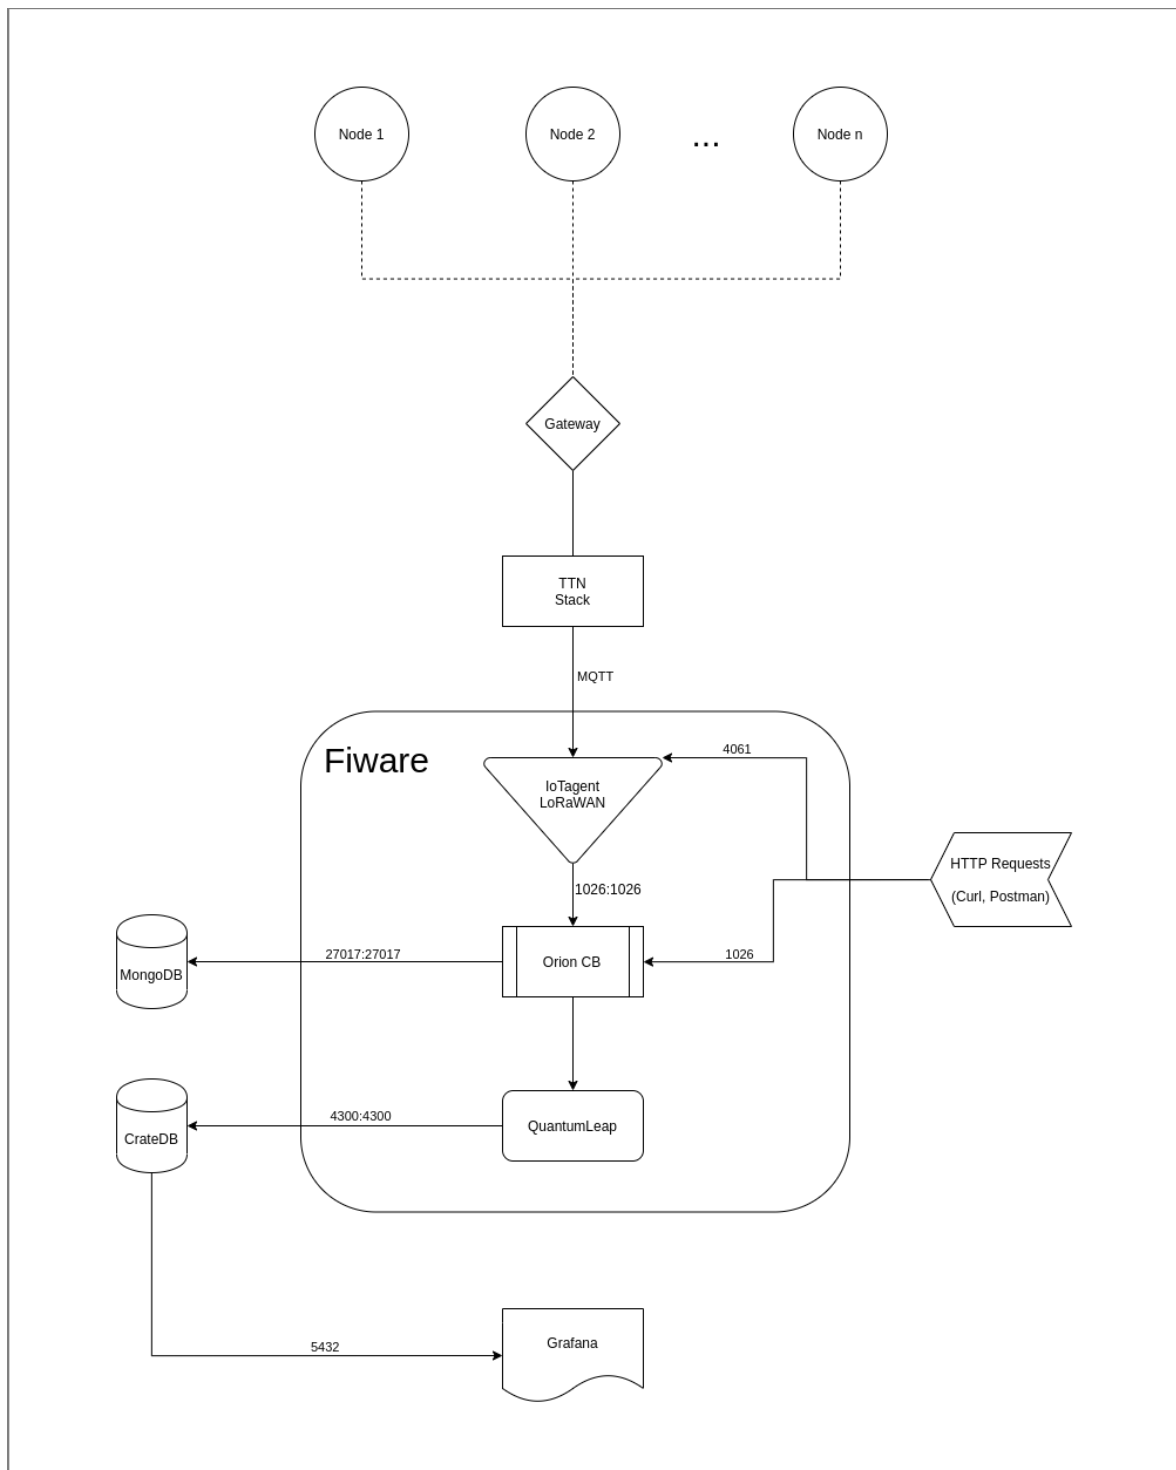 Node 1
Node 2
...
Node n
Gateway
TTN
Stack
MQTT
Fiware
4061
IoTagent
LoRaWAN
HTTP Requests
(Curl, Postman)
1026:1026
27017:27017
1026
MongoDB
Orion CB
4300:4300
CrateDB
QuantumLeap
5432
Grafana